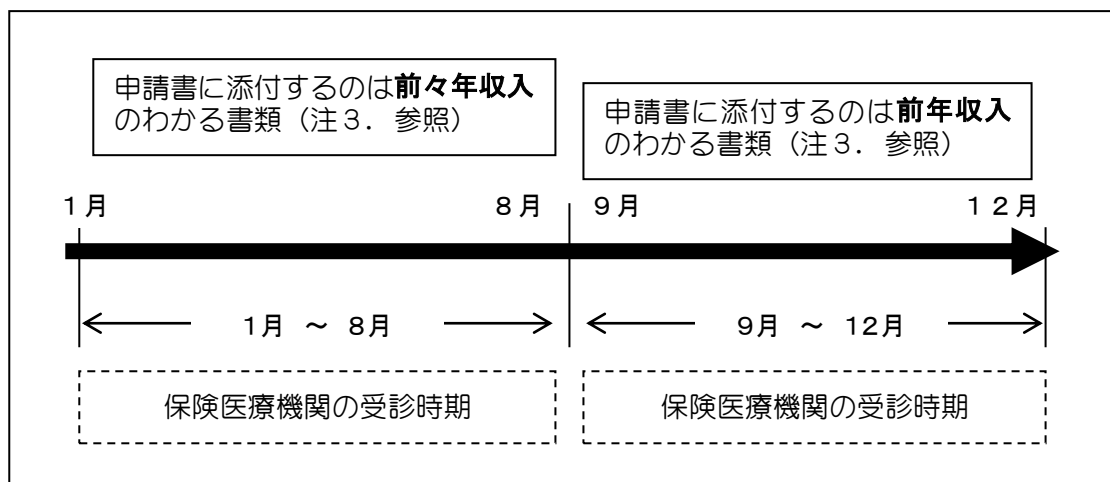 申請書に添付するのは前々年収入
のわかる書類（注３．参照）
申請書に添付するのは前年収入
のわかる書類（注３．参照）
１月
８月
９月
１２月
1月 ～ 8月
9月 ～ 12月
保険医療機関の受診時期
保険医療機関の受診時期